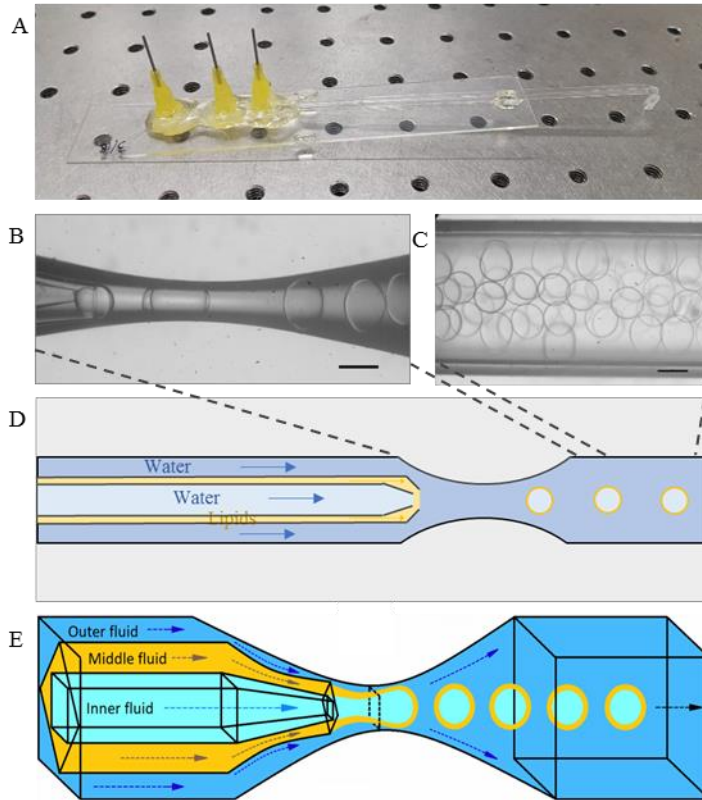 A
B
C
D
Water
Water
Lipids
E
Outer fluid
Middle fluid
Inner fluid